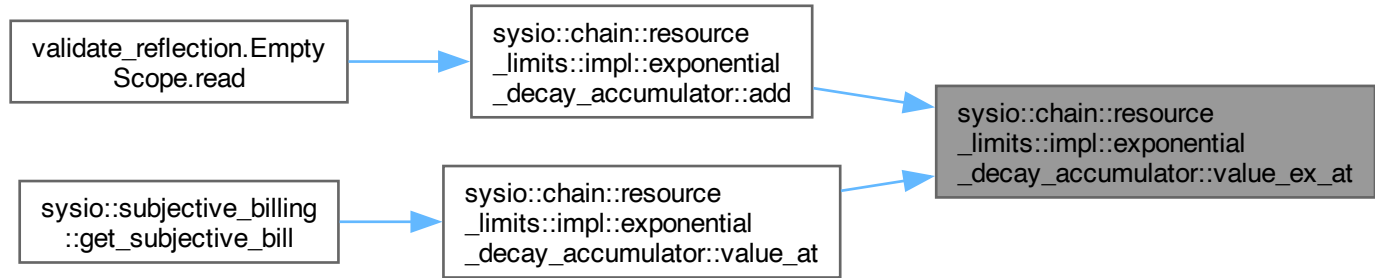 validate_reflection.Empty
Scope.read
sysio::chain::resource
_limits::impl::exponential
_decay_accumulator::add
sysio::chain::resource
_limits::impl::exponential
_decay_accumulator::value_ex_at
sysio::subjective_billing
::get_subjective_bill
sysio::chain::resource
_limits::impl::exponential
_decay_accumulator::value_at